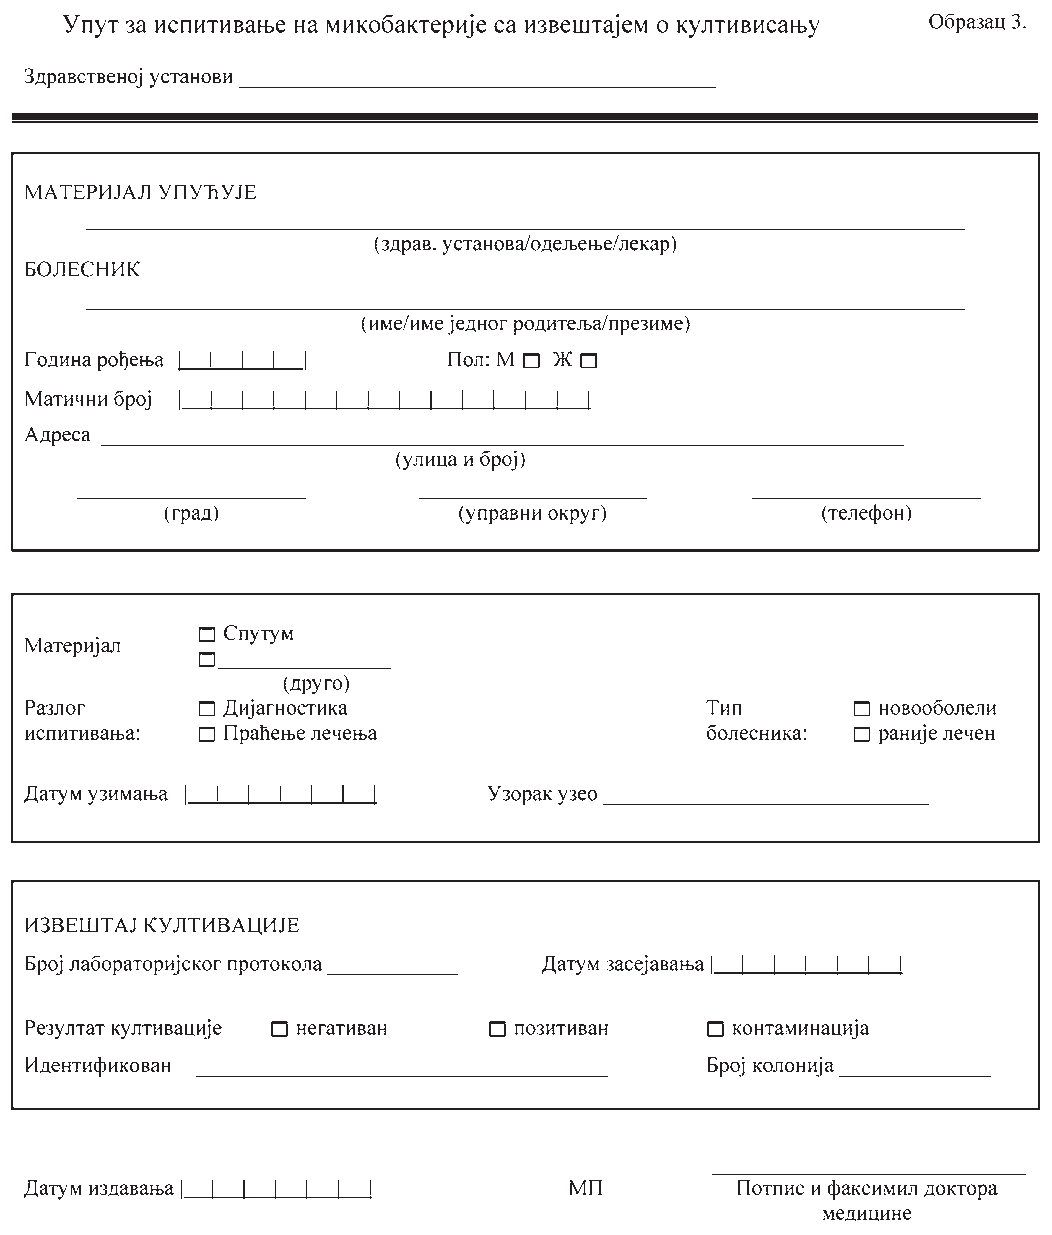 Упут за испитивање на микобактерије са извештајем о култивисању Образац 3.
Здравственој установи
МАТЕРИЈАЛ УПУЋУЈЕ
(здрав. установа/одељење/лекар)
БОЛЕСНИК
(име/име једног родитеља/презиме)
Година рођења Пол: М Ж
Матични број
Адреса
(улица и број)
(град) (управни округ) (телефон)
Материјал Спутум
(друго)
Разлог Дијагностика Тип новооболели
испитивања: Праћење лечења болесника: раније лечен
Датум узимања Узорак узео
ИЗВЕШТАЈ КУЛТИВАЦИЈЕ
Број лабораторијског протокола Датум засејавања
Резултат култивације негативан позитиван контаминација
Идентификован Број колонија
Датум издавања МП Потпис и факсимил доктора
медицине